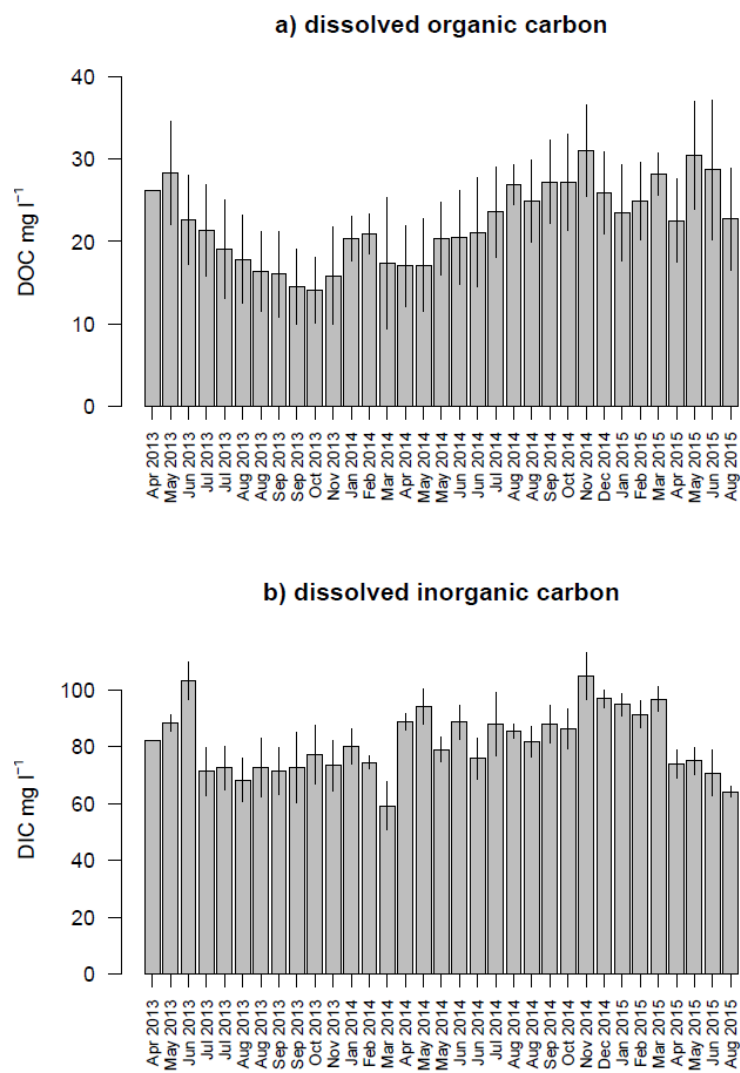 a) dissolved organic carbon
DOC mg l⁻¹
40
30
20
10
0
Apr 2013
May 2013
Jun 2013
Jul 2013
Jul 2013
Aug 2013
Aug 2013
Sep 2013
Sep 2013
Oct 2013
Nov 2013
Jan 2014
Feb 2014
Mar 2014
Apr 2014
May 2014
May 2014
Jun 2014
Jun 2014
Jul 2014
Aug 2014
Aug 2014
Sep 2014
Oct 2014
Nov 2014
Dec 2014
Jan 2015
Feb 2015
Mar 2015
Apr 2015
May 2015
Jun 2015
Aug 2015
b) dissolved inorganic carbon
DIC mg l⁻¹
100
80
60
40
20
0
Apr 2013
May 2013
Jun 2013
Jul 2013
Jul 2013
Aug 2013
Aug 2013
Sep 2013
Sep 2013
Oct 2013
Nov 2013
Jan 2014
Feb 2014
Mar 2014
Apr 2014
May 2014
May 2014
Jun 2014
Jun 2014
Jul 2014
Aug 2014
Aug 2014
Sep 2014
Oct 2014
Nov 2014
Dec 2014
Jan 2015
Feb 2015
Mar 2015
Apr 2015
May 2015
Jun 2015
Aug 2015